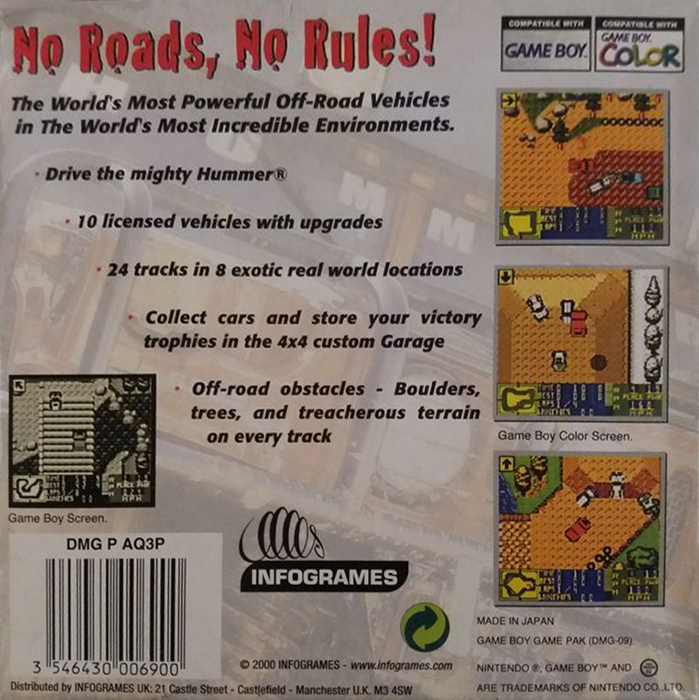 No Roads, No Rules!
COMPATIBLE WITH
GAME BOY
COMPATIBLE WITH
GAME BOY
COLOR
The World's Most Powerful Off-Road Vehicles
in The World's Most Incredible Environments.
· Drive the mighty Hummer®
· 10 licensed vehicles with upgrades
· 24 tracks in 8 exotic real world locations
· Collect cars and store your victory
trophies in the 4x4 custom Garage
· Off-road obstacles - Boulders,
trees, and treacherous terrain
on every track
Game Boy Color Screen.
Game Boy Screen.
DMG P AQ3P
3 546430 006900
INFOGRAMES
© 2000 INFOGRAMES - www.infogrames.com
Distributed by INFOGRAMES UK: 21 Castle Street - Castlefield - Manchester U.K. M3 4SW
MADE IN JAPAN
GAME BOY GAME PAK (DMG-09)
NINTENDO ®, GAME BOY™ AND
ARE TRADEMARKS OF NINTENDO CO.,LTD.